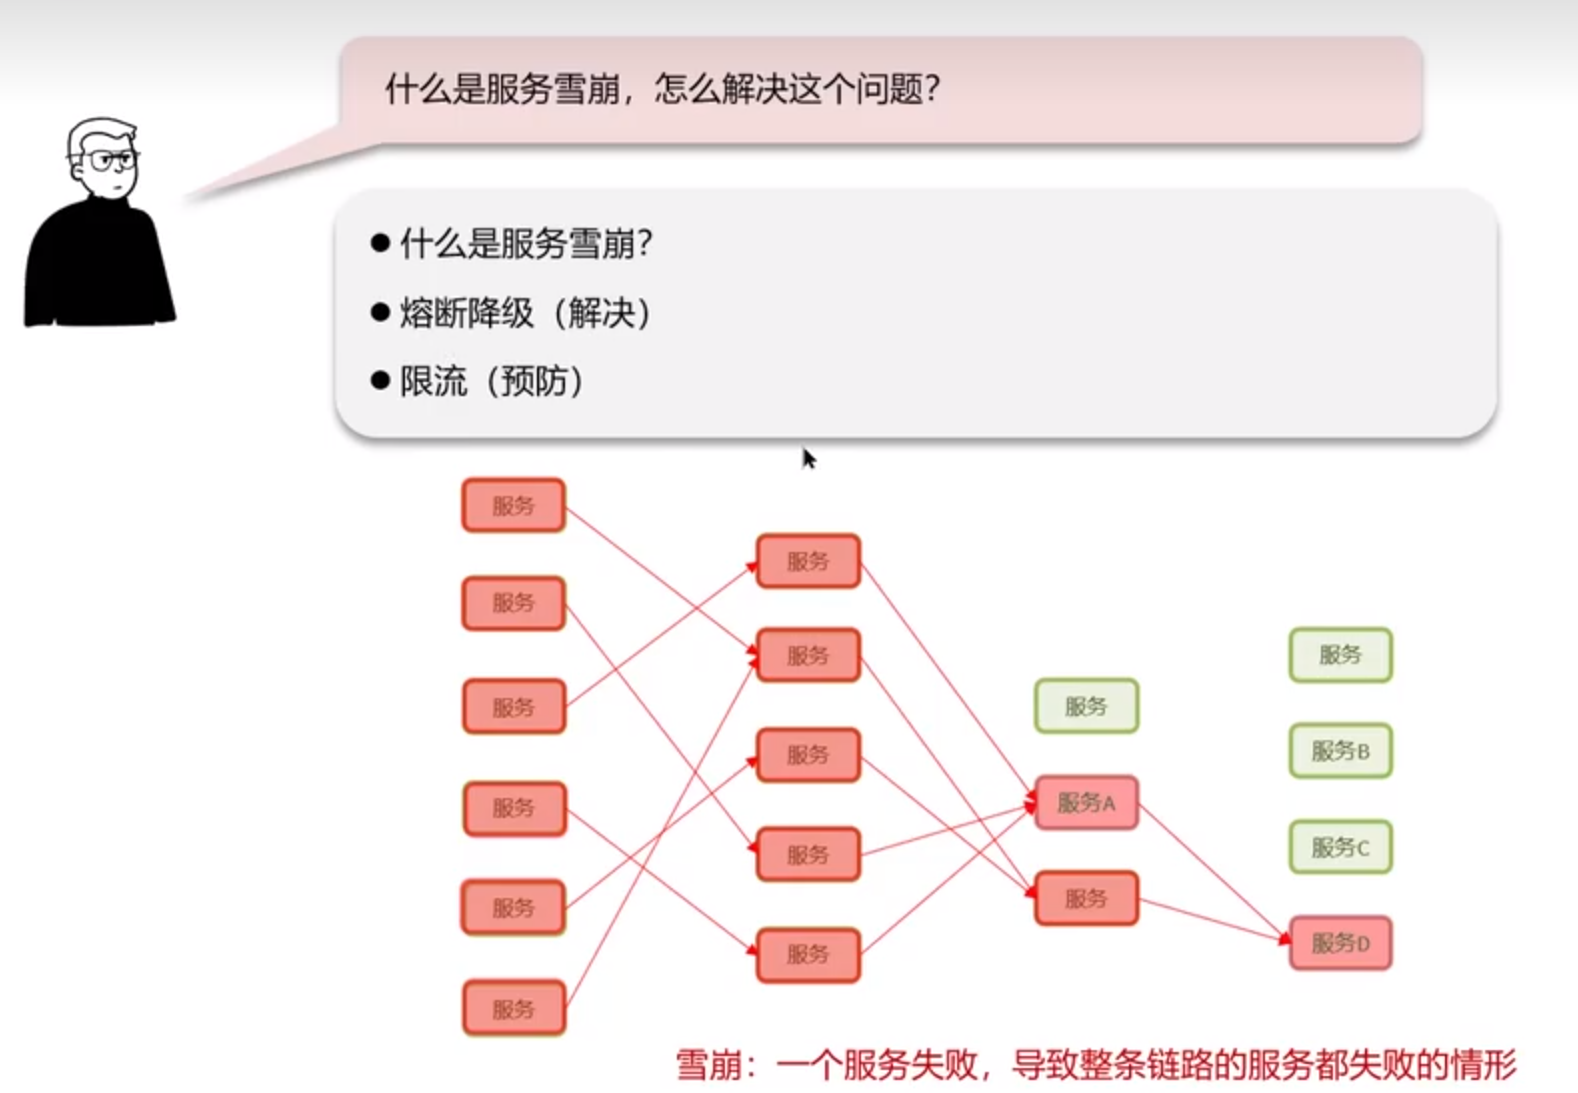 什么是服务雪崩，怎么解决这个问题？
●什么是服务雪崩？
●熔断降级（解决）
●限流（预防）
服务
服务
服务
服务
服务
服务
服务
服务
服务
服务
服务
服务
服务A
服务
服务
服务B
服务C
服务D
雪崩：一个服务失败，导致整条链路的服务都失败的情形